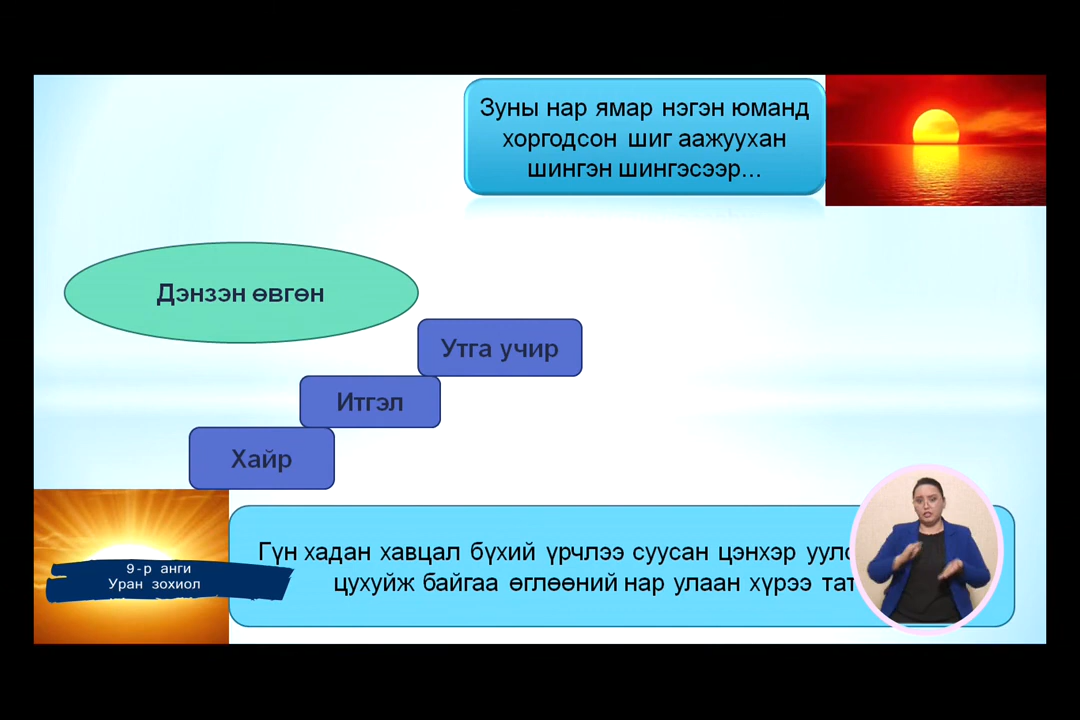 Зуны нар ямар нэгэн юманд
хоргодсон шиг аажуухан
шингэн шингэсээр...
Дэнзэн өвгөн
Утга учир
Итгэл
Хайр
Гүн хадан хавцал бүхий үрчлээ суусан цэнхэр
цухуйж байгаа өглөөний нар улаан хүрээ
9-р анги
Уран зохиол